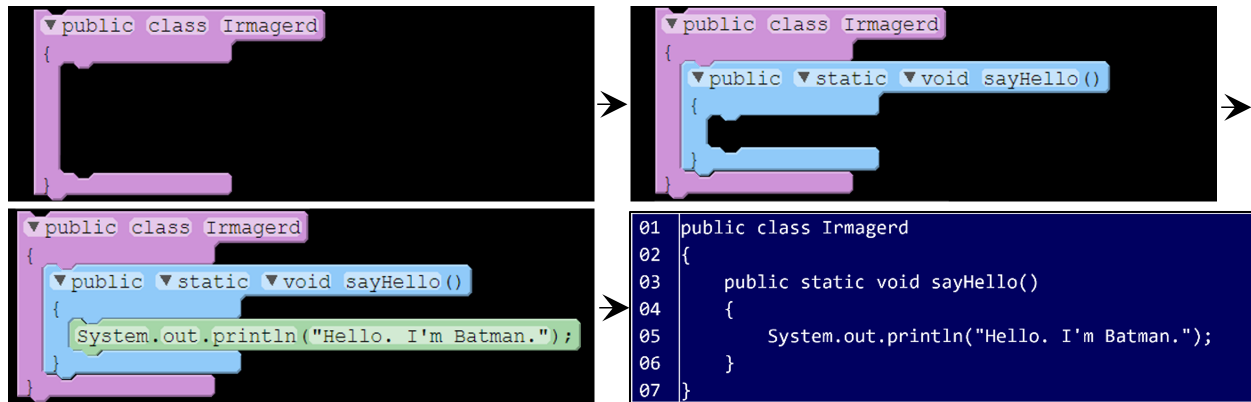 ▼public class Irmagerd
{
}
▼public class Irmagerd
{
▼public ▼static ▼void sayHello()
{
}
}
▼public class Irmagerd
{
▼public ▼static ▼void sayHello()
{
System.out.println("Hello. I'm Batman.");
}
}
01 public class Irmagerd
02 {
03 public static void sayHello()
04 {
05 System.out.println("Hello. I'm Batman.");
06 }
07 }